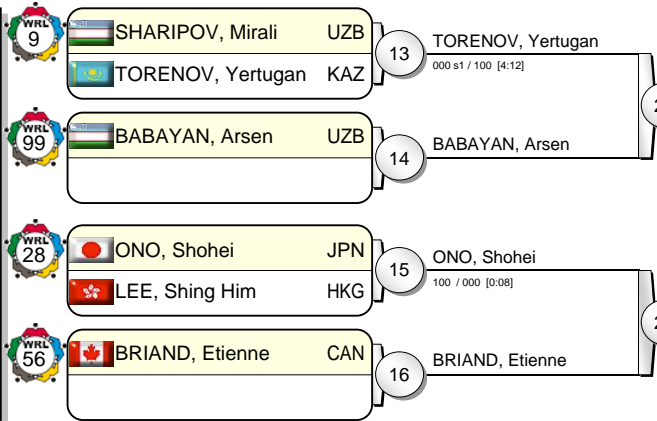 WRL
9
SHARIPOV, Mirali UZB
TORENOV, Yertugan KAZ
13
TORENOV, Yertugan
000 s1 / 100 [4:12]
WRL
99
BABAYAN, Arsen UZB
14
BABAYAN, Arsen
2
WRL
28
ONO, Shohei JPN
LEE, Shing Him HKG
15
ONO, Shohei
100 / 000 [0:08]
WRL
56
BRIAND, Etienne CAN
16
BRIAND, Etienne
2